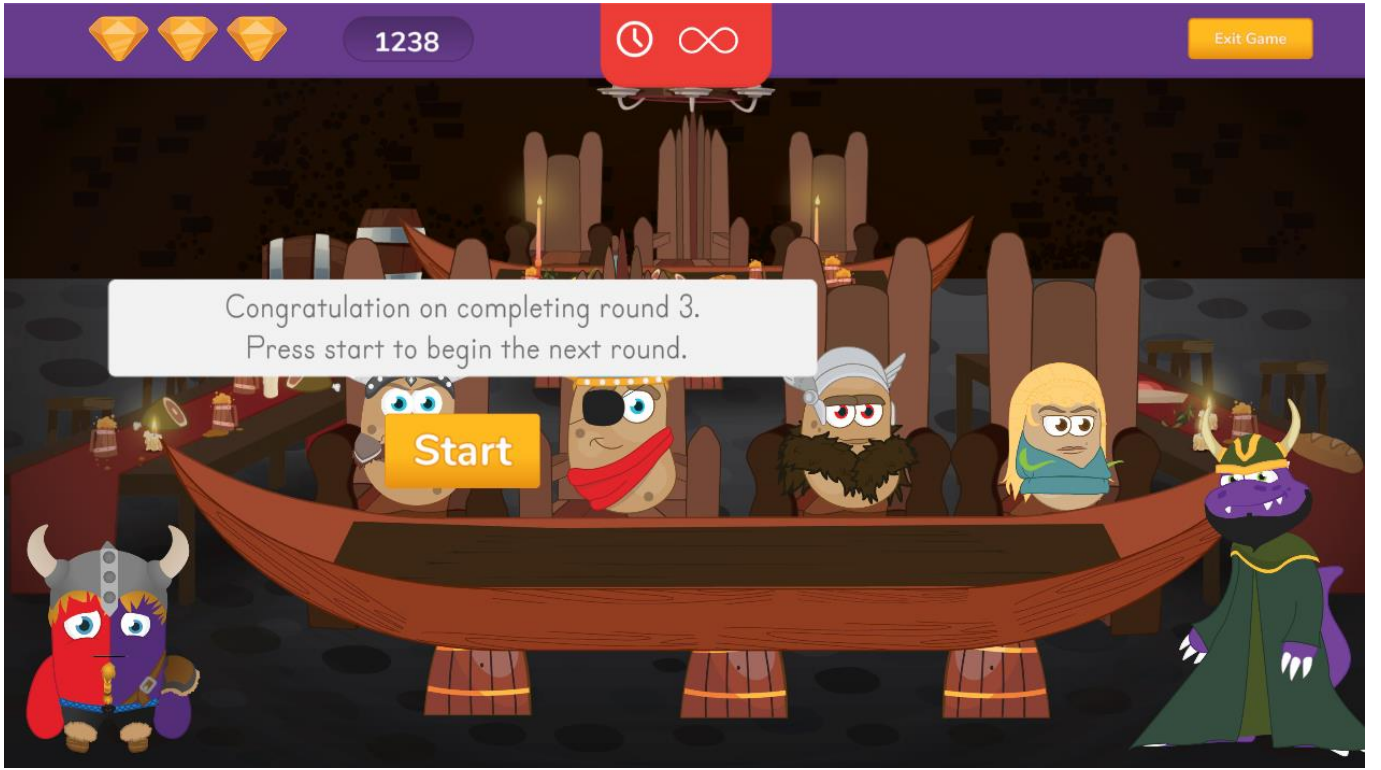 1238
Exit Game
Congratulation on completing round 3.
Press start to begin the next round.
Start